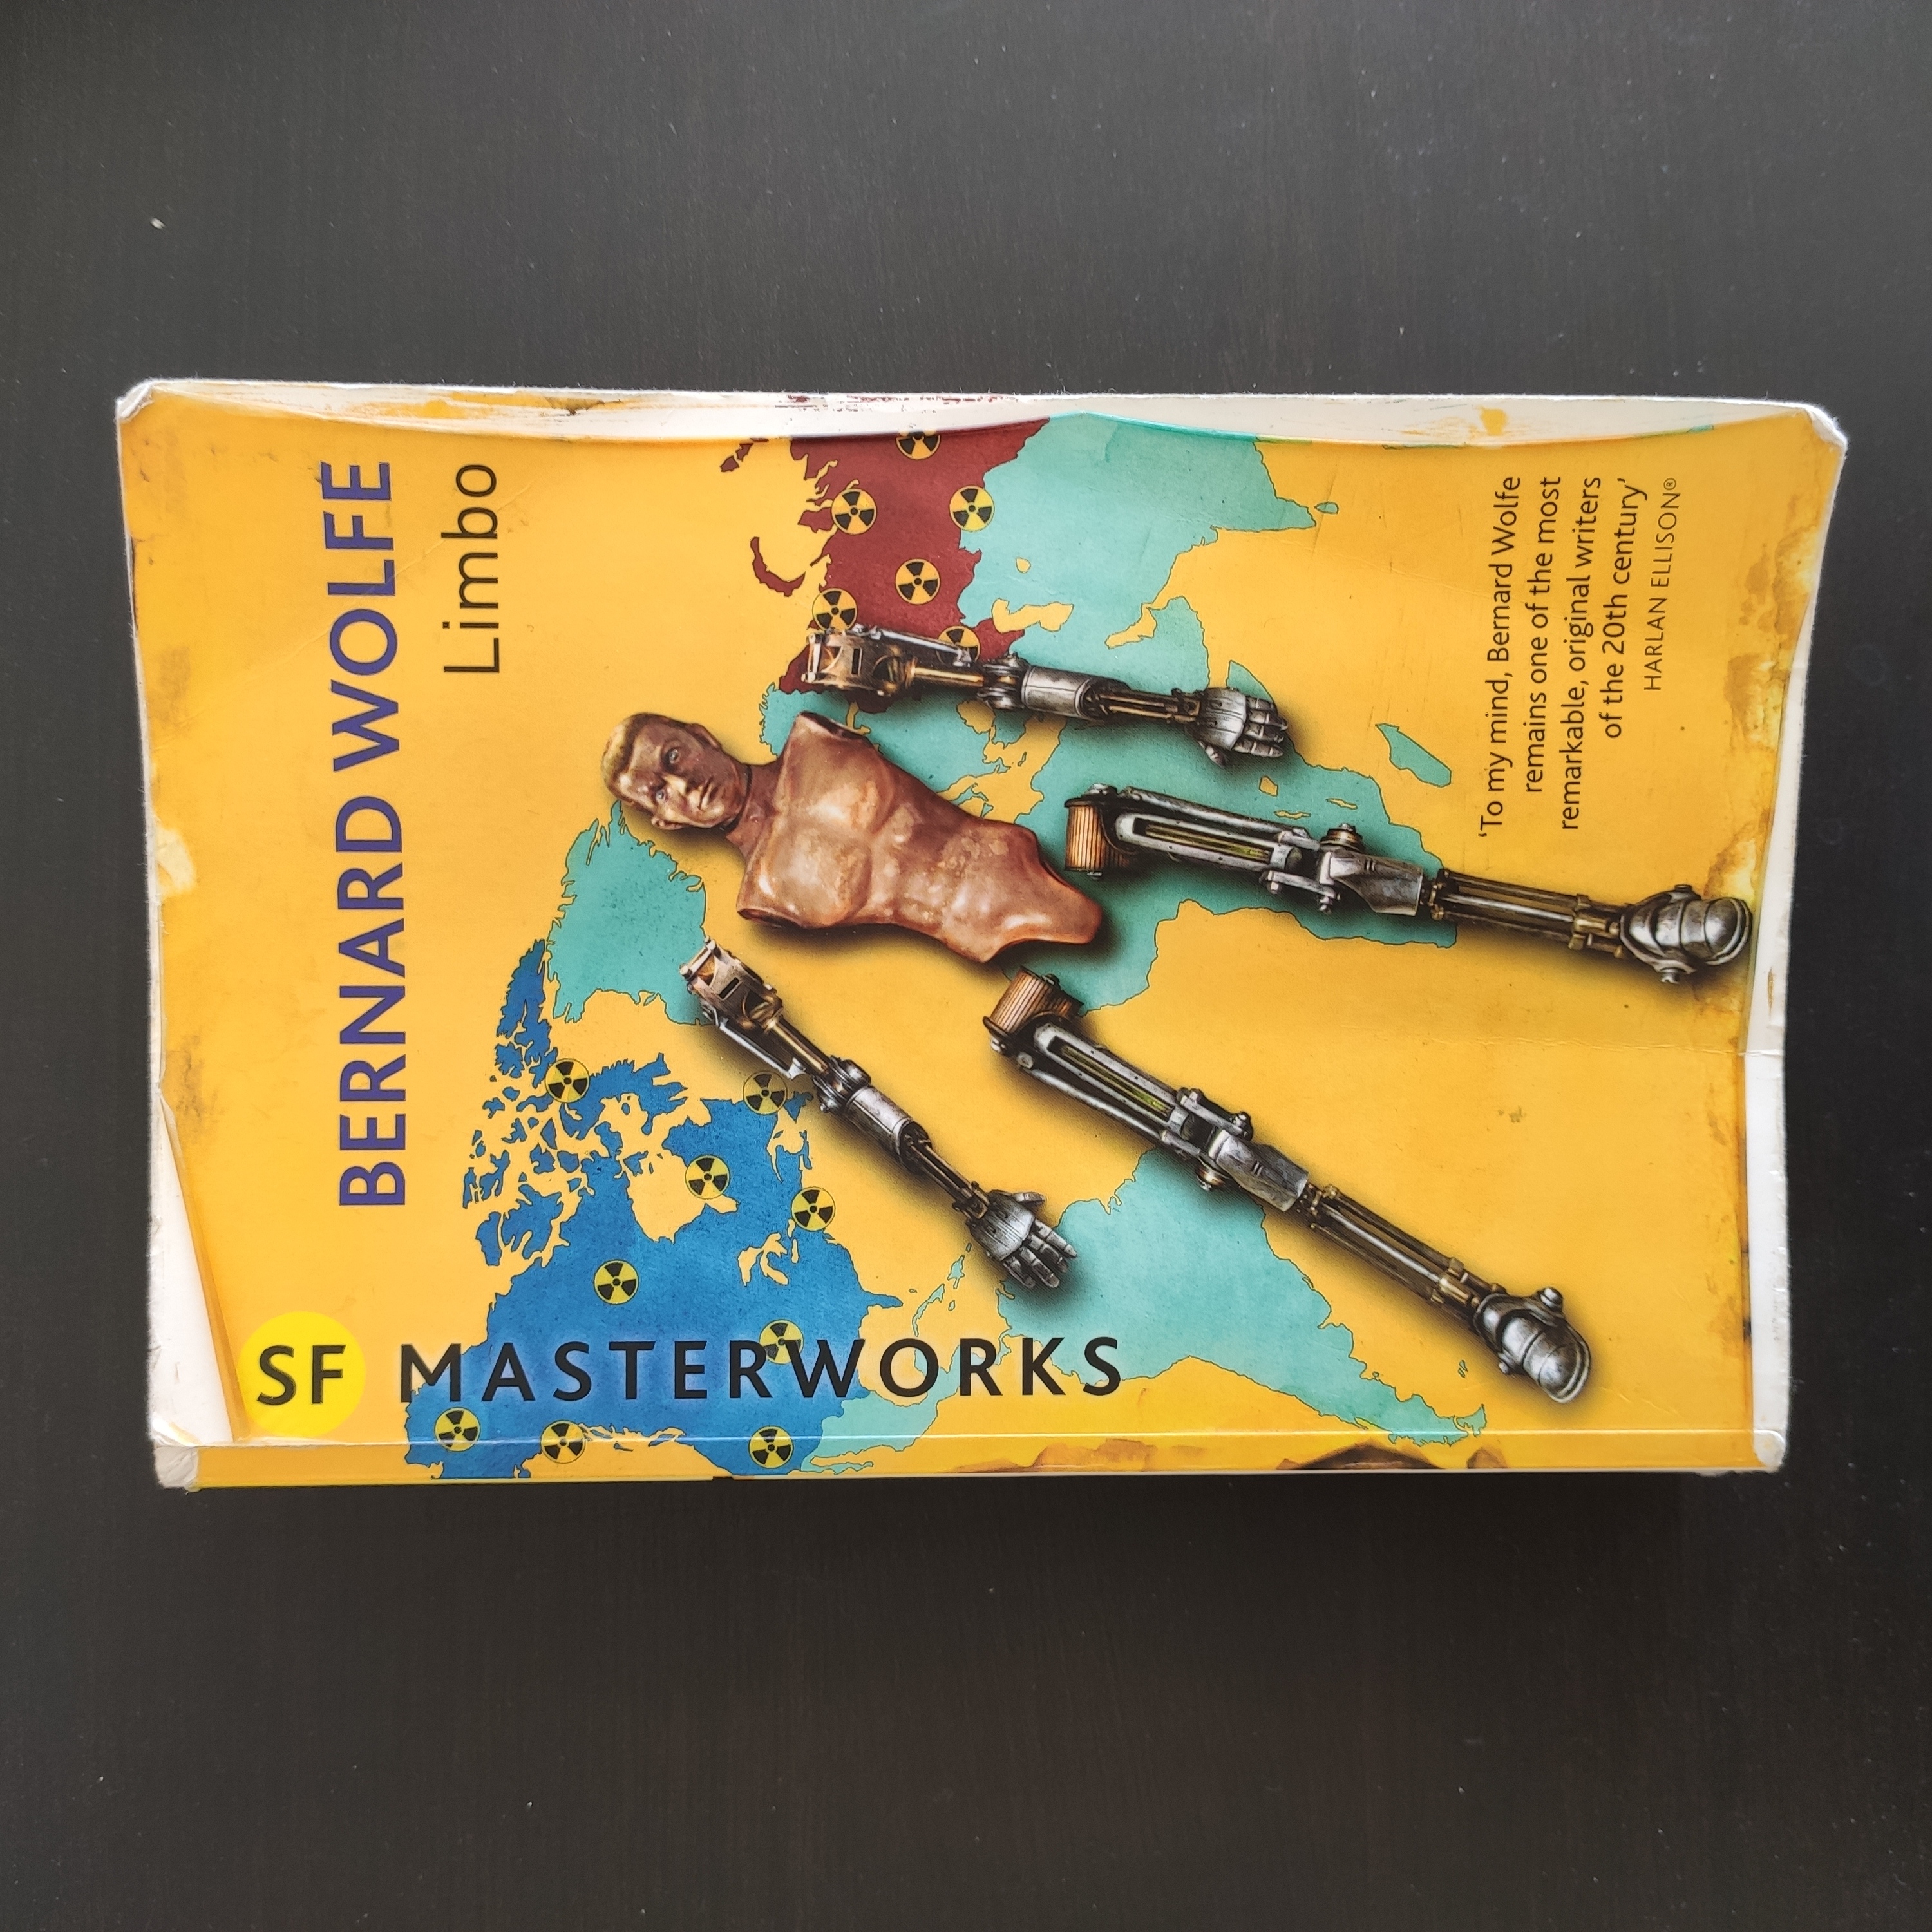 SF MASTERWORKS
BERNARD WOLFE
Limbo
‘To my mind, Bernard Wolfe
remains one of the most
remarkable, original writers
of the 20th century’
HARLAN ELLISON®